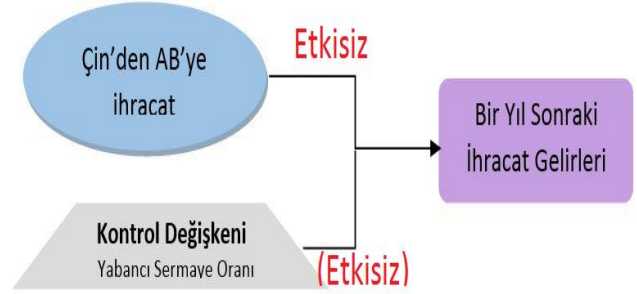 Etkisiz
Çin’den AB’ye
ihracat
Bir Yıl Sonraki
İhracat Gelirleri
Kontrol Değişkeni
Yabancı Sermaye Oranı
(Etkisiz)